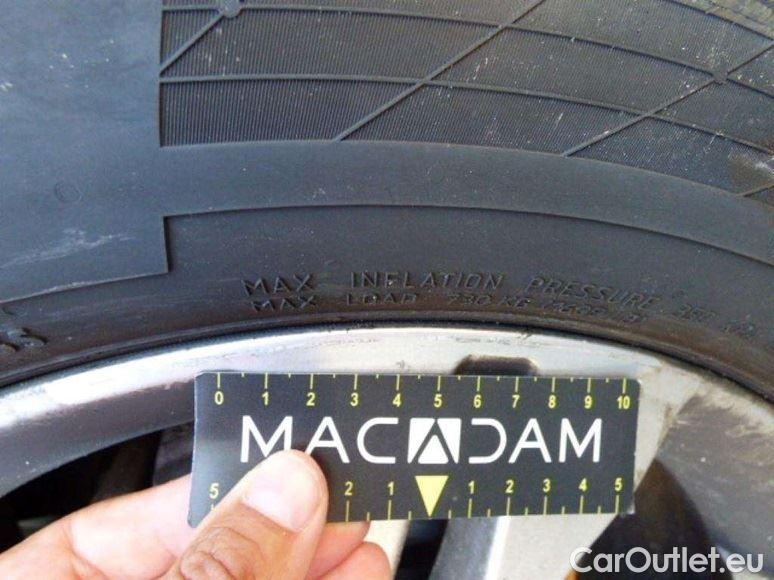 MAX INFLATION PRESSURE 350
MAX LOAD 730 KG
0 1 2 3 4 5 6 7 8 9 10
MACADAM
5 2 1 1 2 3 4 5
CarOutlet.eu